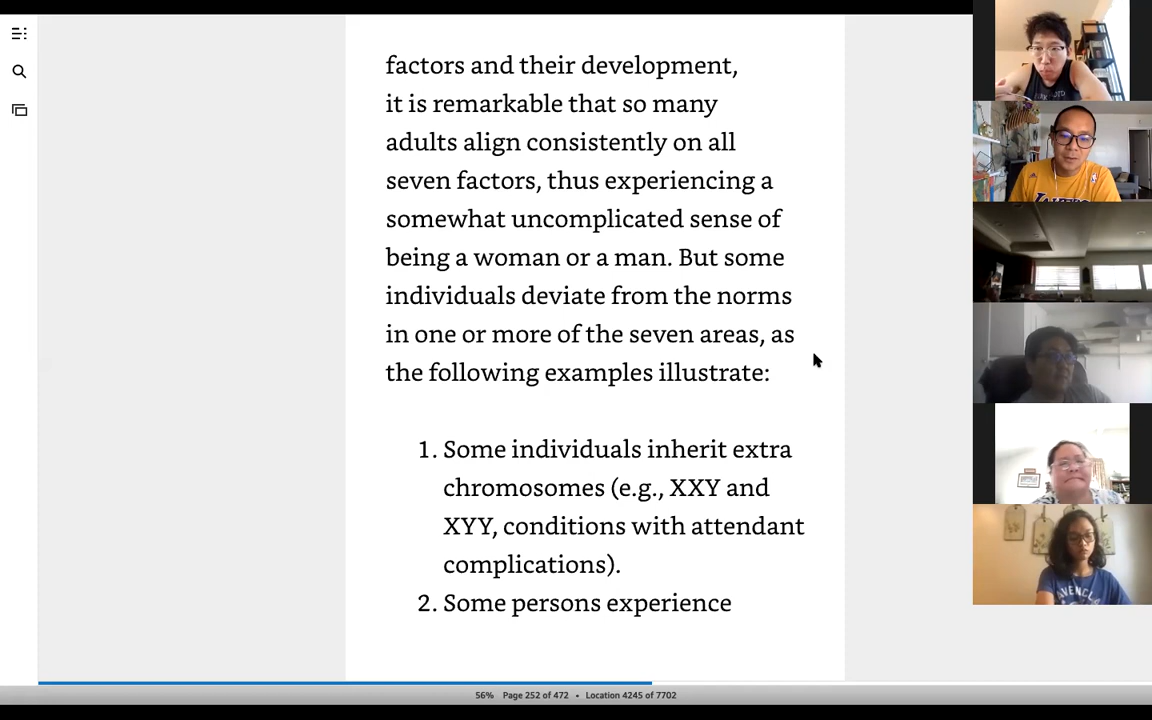 factors and their development,
it is remarkable that so many
adults align consistently on all
seven factors, thus experiencing a
somewhat uncomplicated sense of
being a woman or a man. But some
individuals deviate from the norms
in one or more of the seven areas, as
the following examples illustrate:
1. Some individuals inherit extra
chromosomes (e.g., XXY and
XYY, conditions with attendant
complications).
2. Some persons experience
56% Page 252 of 472 • Location 4245 of 7702